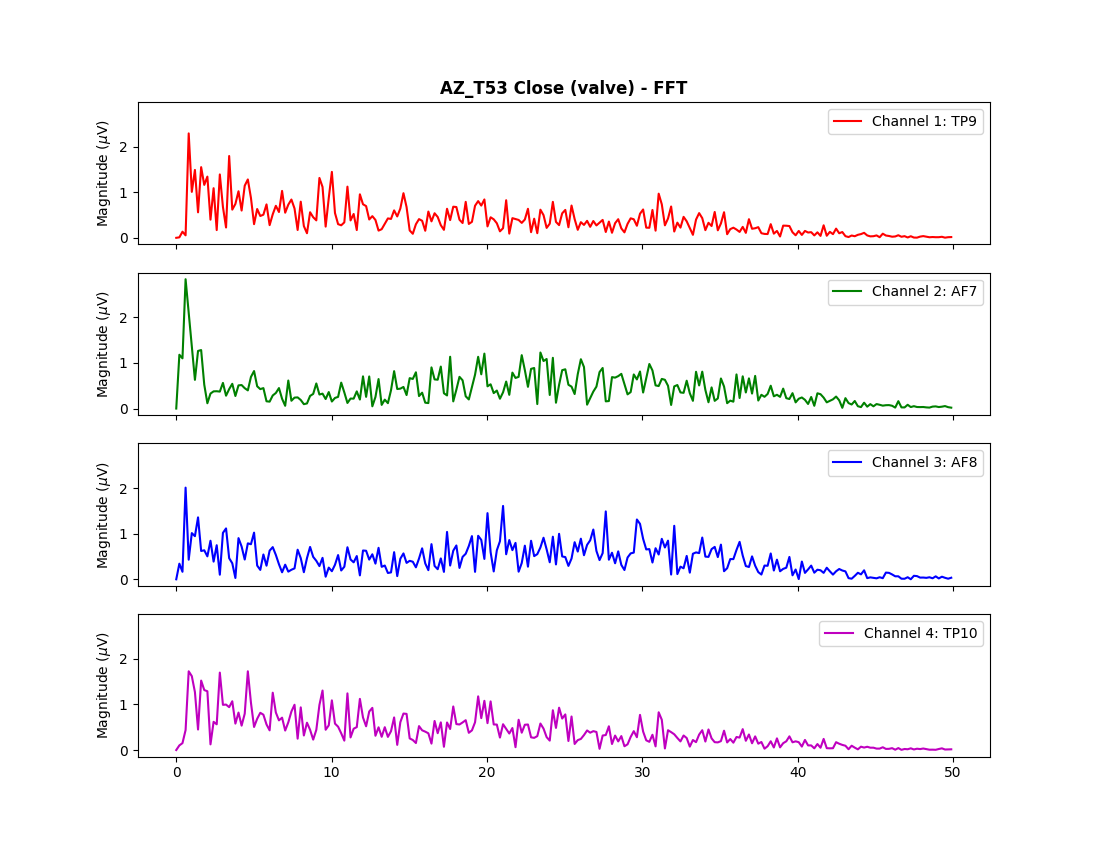 AZ_T53 Close (valve) - FFT
Magnitude (μV)
2
1
0
Channel 1: TP9
Magnitude (μV)
2
1
0
Channel 2: AF7
Magnitude (μV)
2
1
0
Channel 3: AF8
Magnitude (μV)
2
1
0
Channel 4: TP10
0 10 20 30 40 50